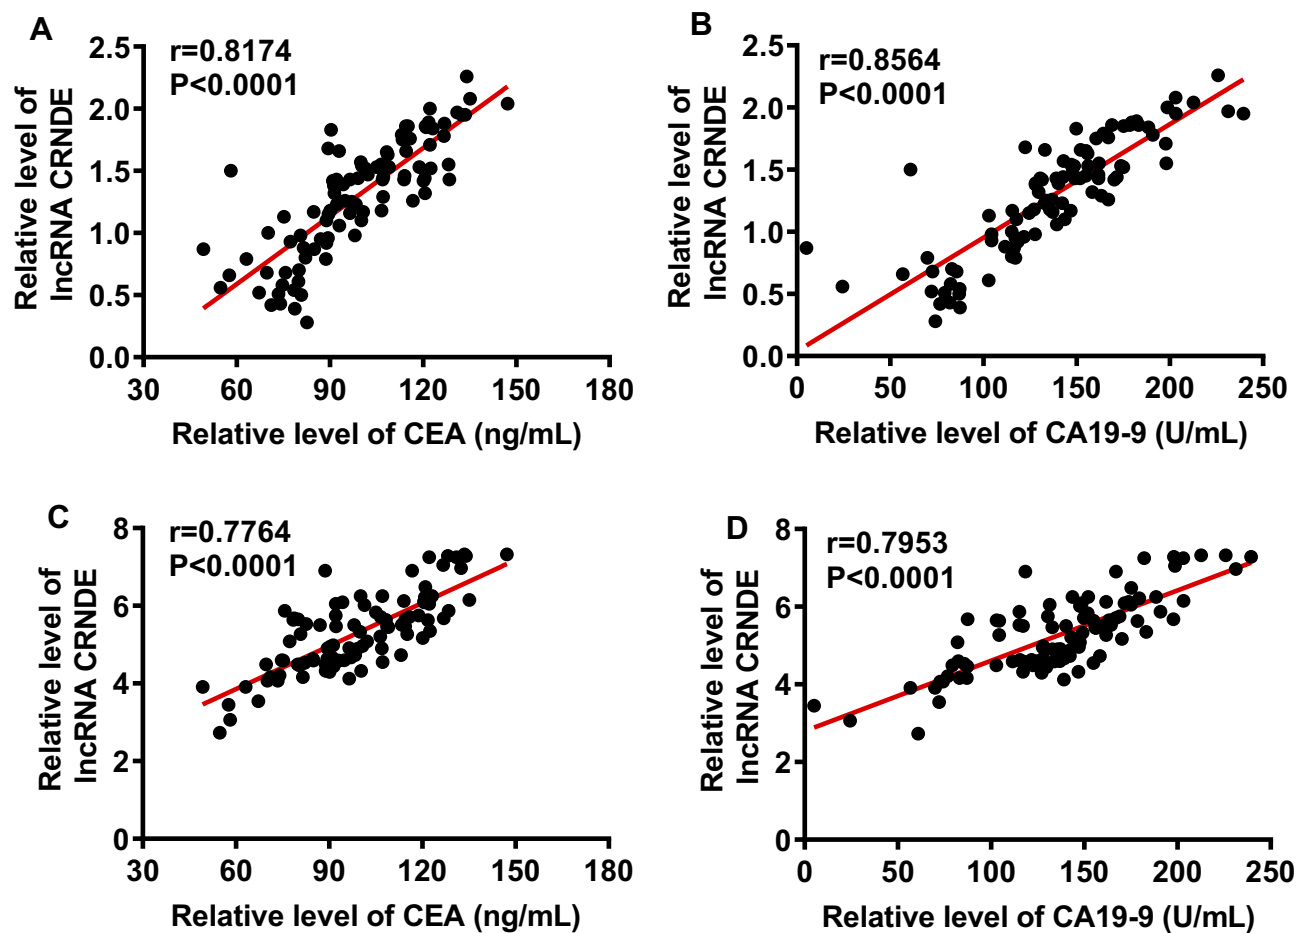 A
r=0.8174
P<0.0001
Relative level of
lncRNA CRNDE
2.5
2.0
1.5
1.0
0.5
0.0
30 60 90 120 150 180
Relative level of CEA (ng/mL)
B
r=0.8564
P<0.0001
Relative level of
lncRNA CRNDE
2.5
2.0
1.5
1.0
0.5
0.0
0 50 100 150 200 250
Relative level of CA19-9 (U/mL)
C
r=0.7764
P<0.0001
Relative level of
lncRNA CRNDE
8
6
4
2
0
30 60 90 120 150 180
Relative level of CEA (ng/mL)
D
r=0.7953
P<0.0001
Relative level of
lncRNA CRNDE
8
6
4
2
0
0 50 100 150 200 250
Relative level of CA19-9 (U/mL)